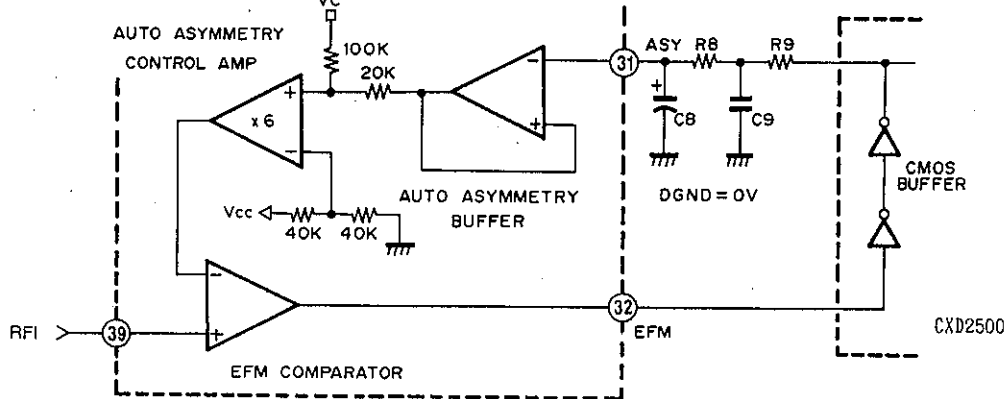 Vc
AUTO ASYMMETRY
CONTROL AMP
100K
20K
+
x 6
−
−
+
31
ASY
R8
R9
+
C8
C9
AUTO ASYMMETRY
BUFFER
DGND = 0V
CMOS
BUFFER
Vcc
40K
40K
−
+
RFI
39
32
EFM
EFM COMPARATOR
CXD2500